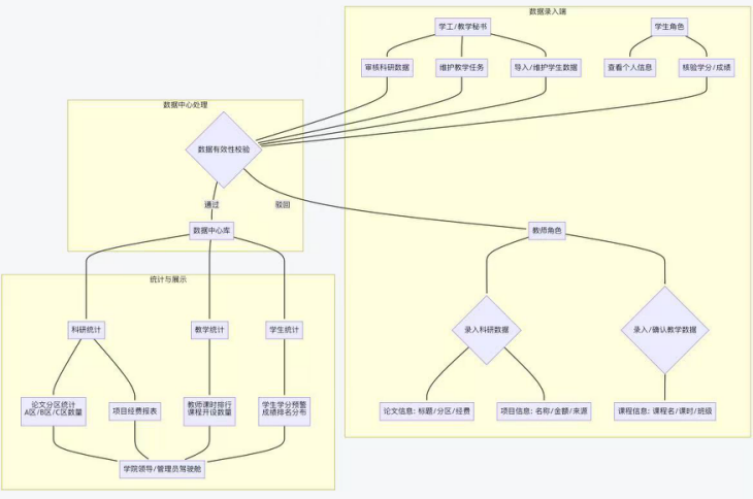 数据录入端
学工/教学秘书
学生角色
审核科研数据
维护教学任务
导入/维护学生数据
查看个人信息
核验学分/成绩
数据中心处理
数据有效性校验
通过
驳回
数据中心库
教师角色
统计与展示
科研统计
教学统计
学生统计
录入科研数据
录入/确认教学数据
论文分区统计
A区/B区/C区数量
项目经费报表
教师课时排行
课程开设数量
学生学分预警
成绩排名分布
论文信息: 标题/分区/经费
项目信息: 名称/金额/来源
课程信息: 课程名/课时/班级
学院领导/管理员驾驶舱